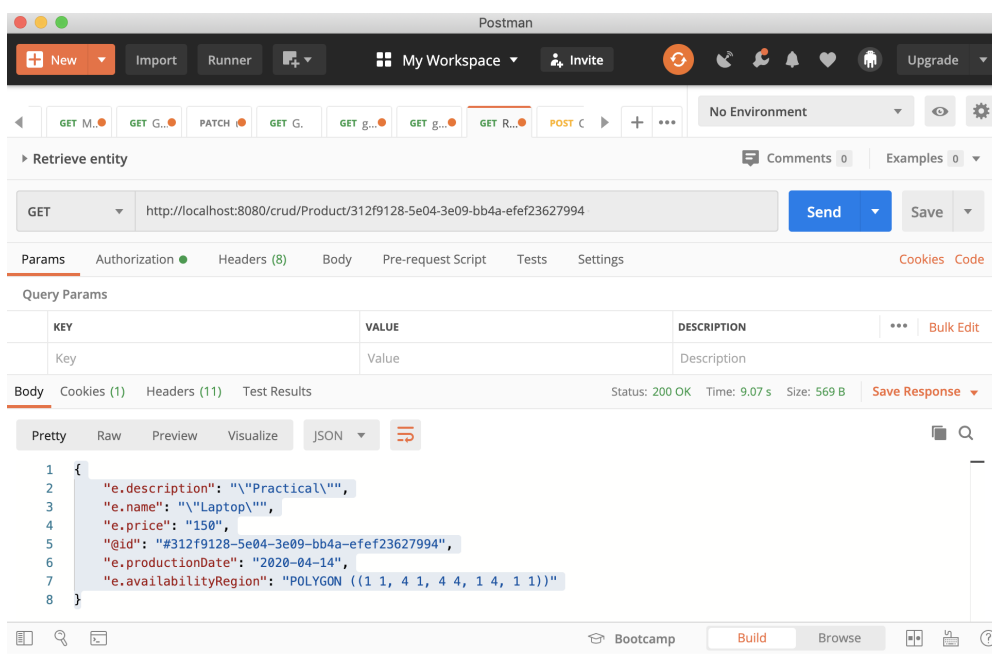 Postman
New Import Runner My Workspace Invite Upgrade
GET M.. GET G... PATCH GET G. GET g... GET g... GET R... POST No Environment
Retrieve entity Comments 0 Examples 0
GET http://localhost:8080/crud/Product/312f9128-5e04-3e09-bb4a-efef23627994 Send Save
Params Authorization Headers (8) Body Pre-request Script Tests Settings Cookies Code
Query Params
KEY VALUE DESCRIPTION ••• Bulk Edit
Key Value Description
Body Cookies (1) Headers (11) Test Results Status: 200 OK Time: 9.07 s Size: 569 B Save Response
Pretty Raw Preview Visualize JSON
1 {
2 "e.description": "\"Practical\"",
3 "e.name": "\"Laptop\"",
4 "e.price": "150",
5 "@id": "#312f9128-5e04-3e09-bb4a-efef23627994",
6 "e.productionDate": "2020-04-14",
7 "e.availabilityRegion": "POLYGON ((1 1, 4 1, 4 4, 1 4, 1 1))"
8 }
Bootcamp Build Browse